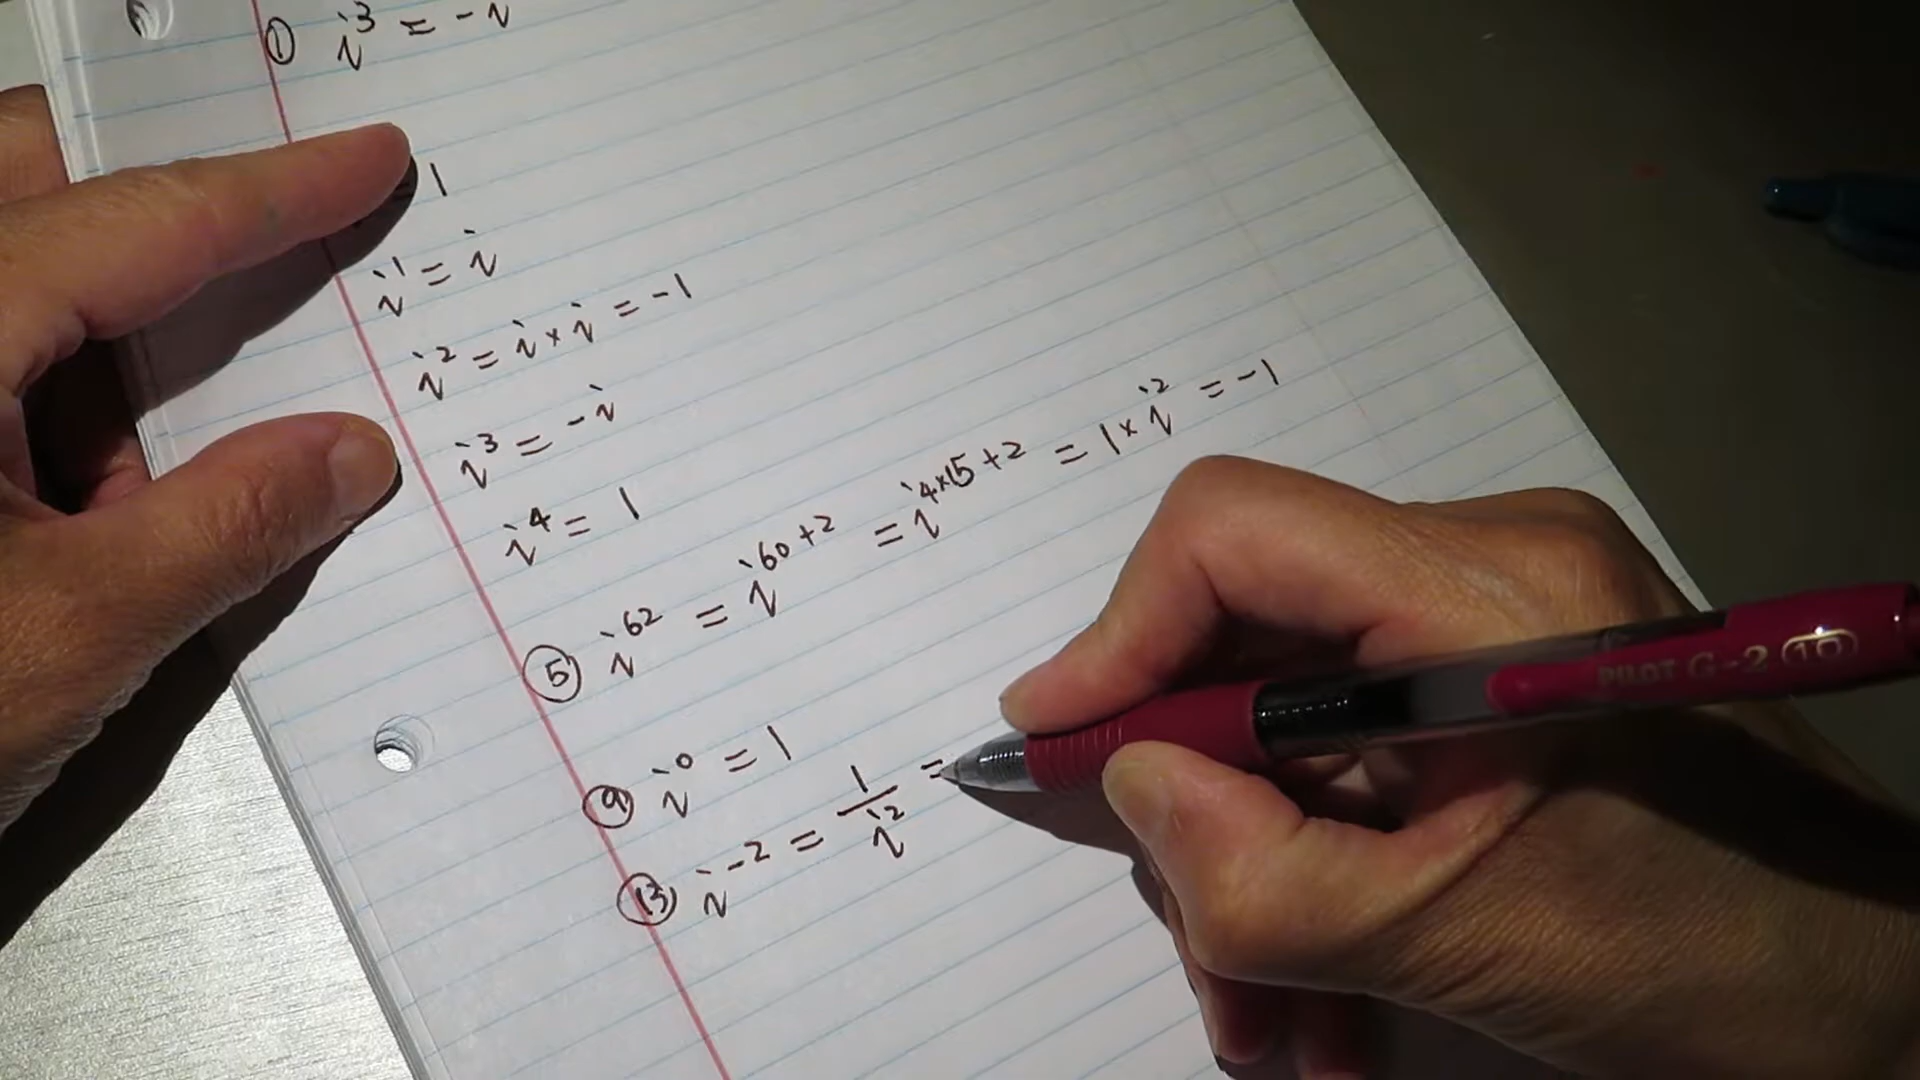 ① i³ = -i
= 1
i¹ = i
i² = i × i = -1
i³ = -i
i⁴ = 1
⑤ i⁶² = i⁶⁰⁺² = i⁴ˣ¹⁵⁺² = 1 × i² = -1
⑨ i⁰ = 1
⑬ i⁻² = 1/i² =
PILOT G-2 10